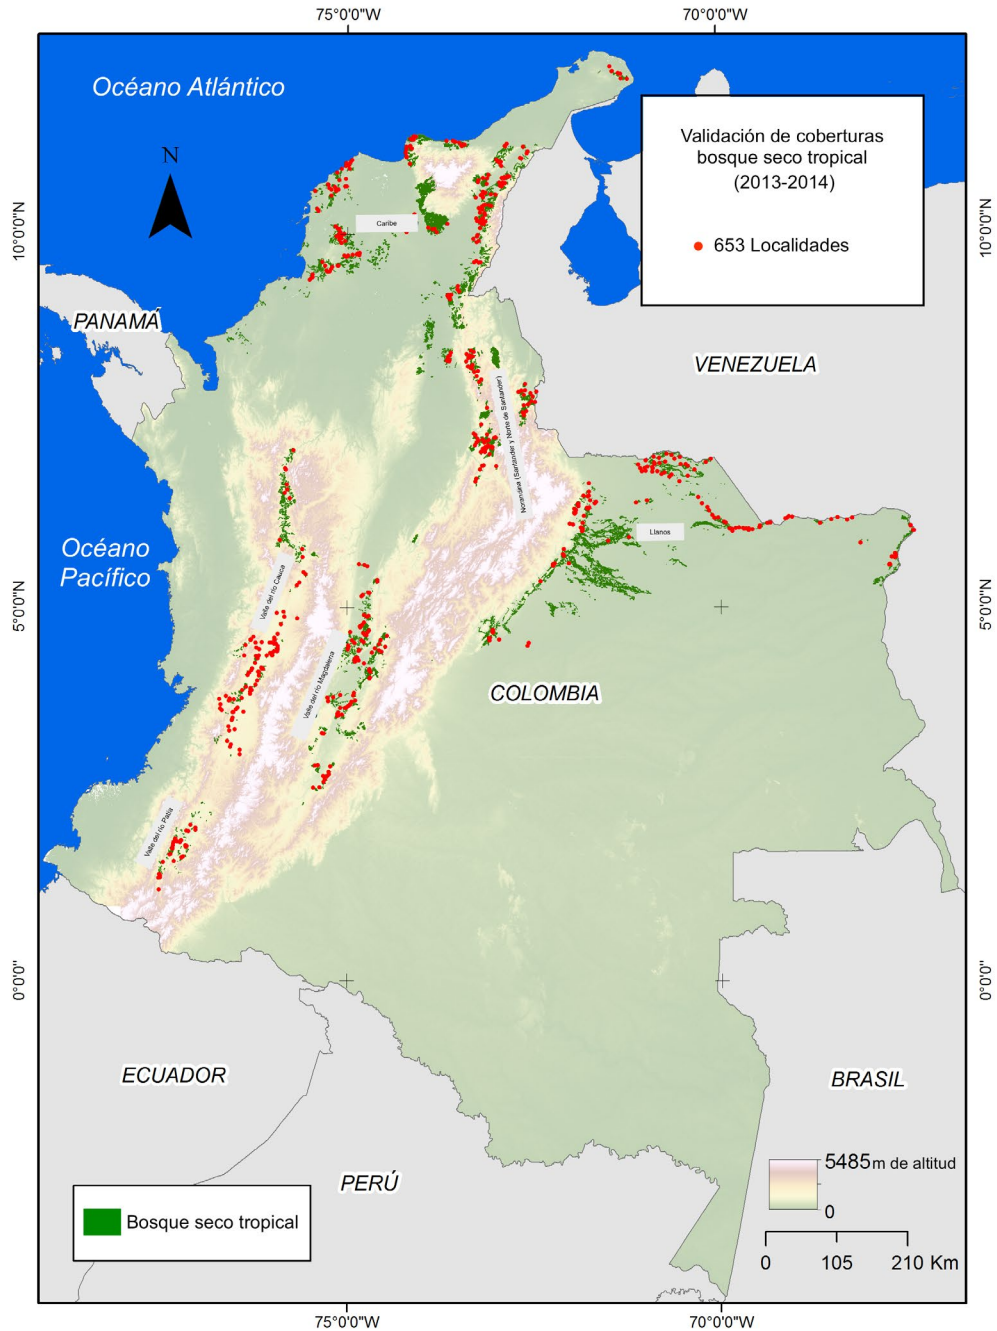 75°0'0"W
70°0'0"W
Océano Atlántico
N
Validación de coberturas
bosque seco tropical
(2013-2014)
653 Localidades
10°0'0"N
10°0'0"N
Caribe
PANAMÁ
VENEZUELA
Norandina (Santánder y Norte de Santander)
Llanos
Océano
Pacífico
Valle del río Cauca
5°0'0"N
5°0'0"N
Valle del río Magdalena
COLOMBIA
Valle del río Patía
0°0'0"
0°0'0"
ECUADOR
BRASIL
PERÚ
5485 m de altitud
0
Bosque seco tropical
0 105 210 Km
75°0'0"W
70°0'0"W